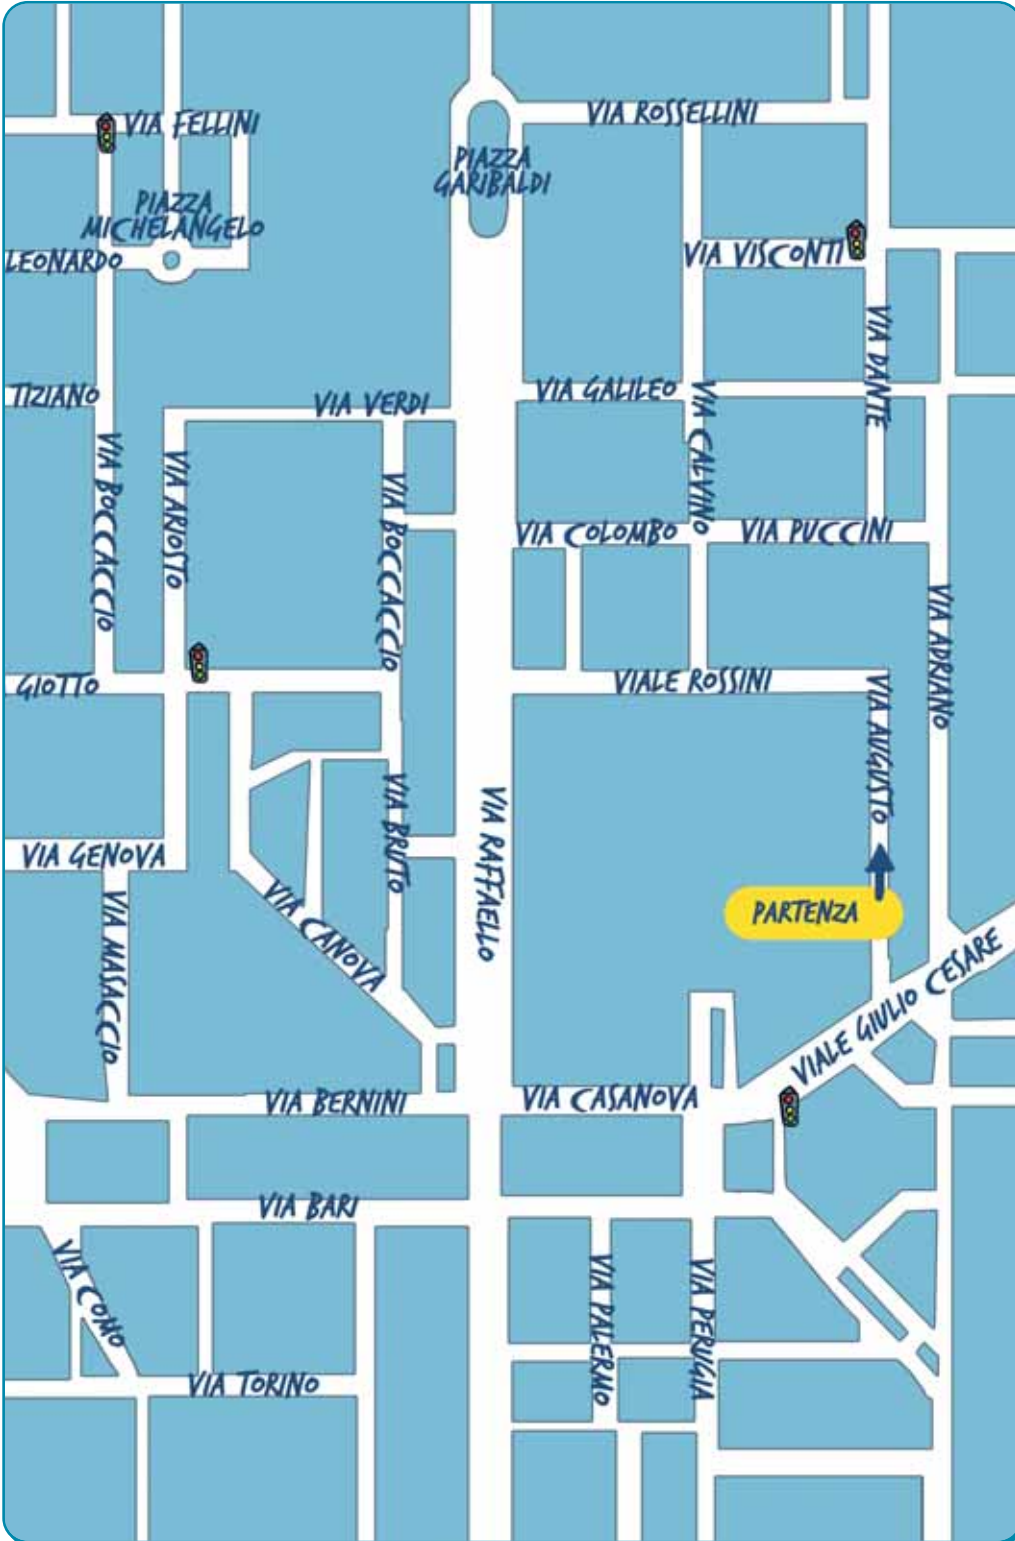 VIA FELLINI
VIA ROSSELLINI
PIAZZA
GARIBALDI
PIAZZA
MICHELANGELO
LEONARDO
VIA VISCONTI
VIA DANTE
TIZIANO
VIA VERDI
VIA GALILEO
VIA CALVINO
VIA BOCCACCIO
VIA ARIOSTO
VIA BOCCACCIO
VIA COLOMBO
VIA PUCCINI
VIA ADRIANO
GIOTTO
VIALE ROSSINI
VIA AUGUSTO
VIA BRUTO
VIA RAFFAELLO
VIA GENOVA
VIA MASACCIO
VIA CANOVA
PARTENZA
VIALE GIULIO CESARE
VIA BERNINI
VIA CASANOVA
VIA BARI
VIA COMO
VIA PALERMO
VIA PERUGIA
VIA TORINO